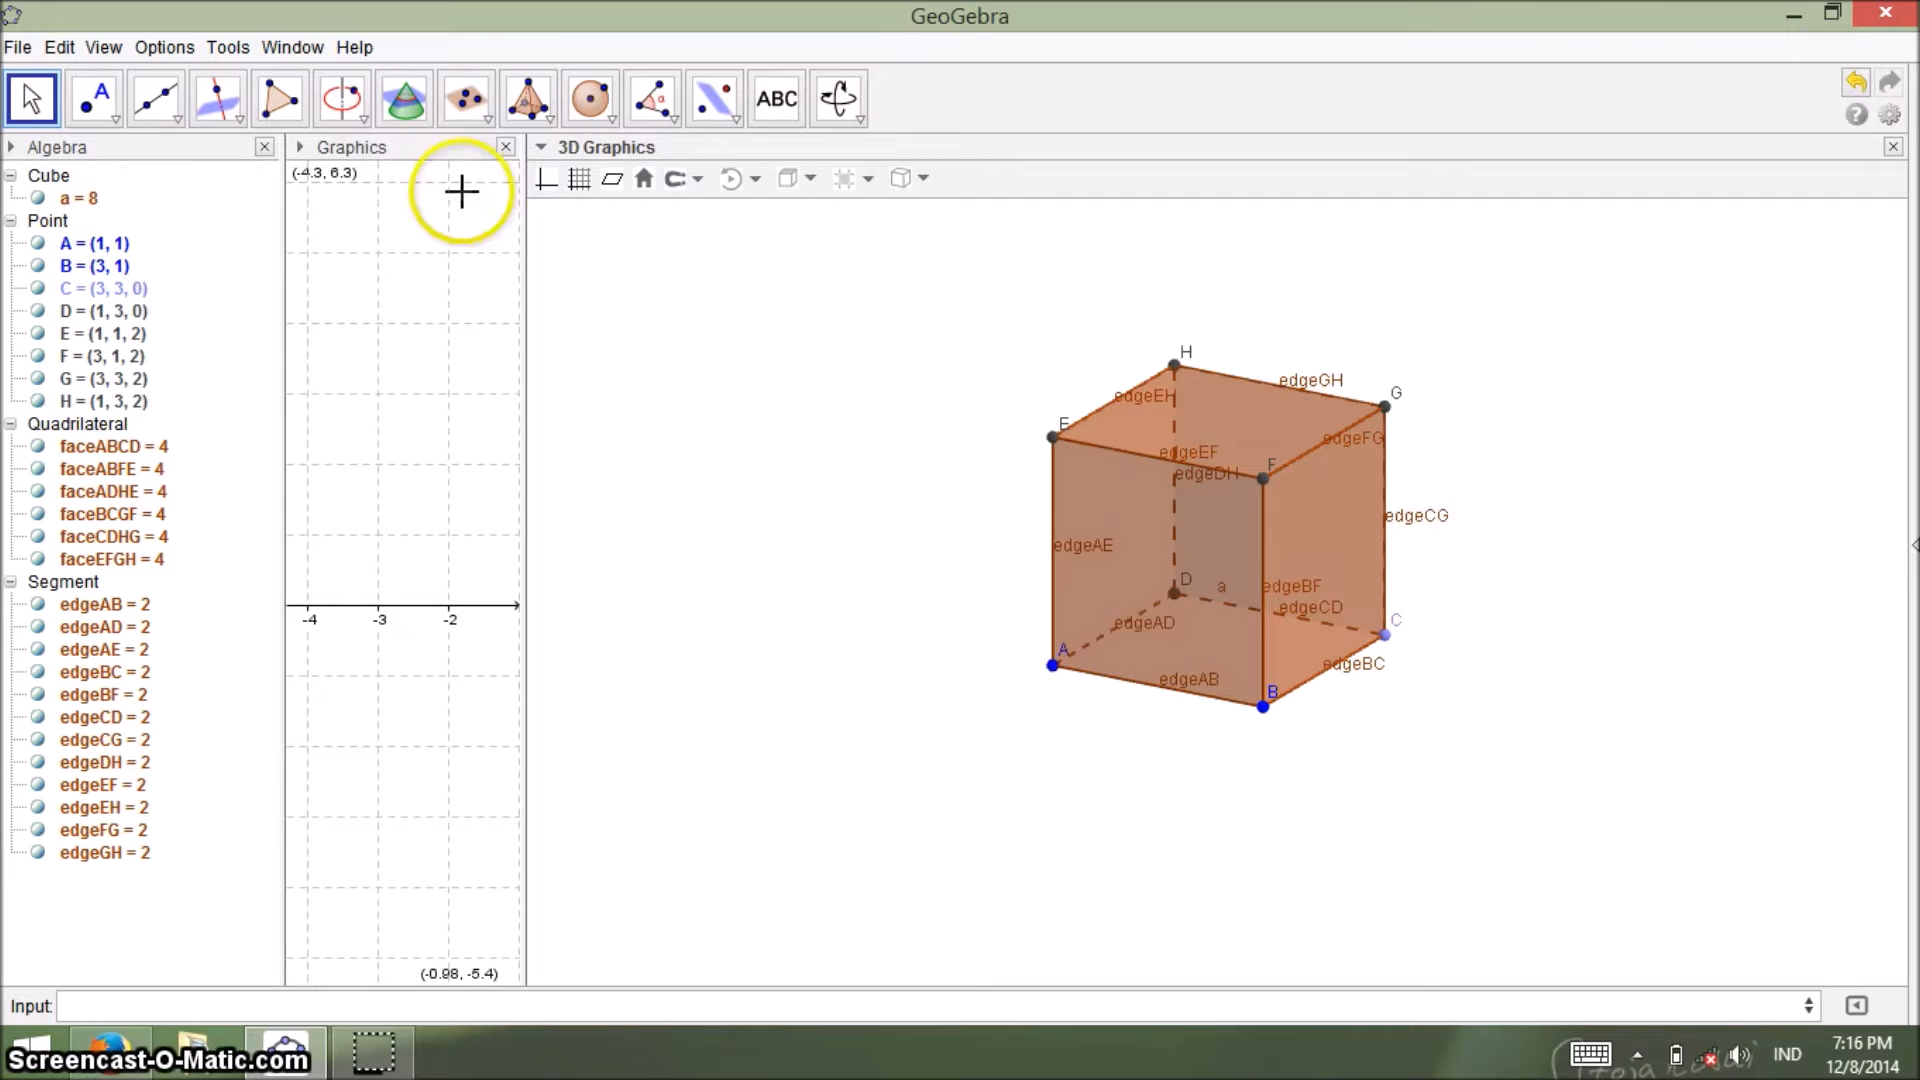 GeoGebra
File Edit View Options Tools Window Help
A
α
ABC
Algebra
Graphics
3D Graphics
Cube
a = 8
Point
A = (1, 1)
B = (3, 1)
C = (3, 3, 0)
D = (1, 3, 0)
E = (1, 1, 2)
F = (3, 1, 2)
G = (3, 3, 2)
H = (1, 3, 2)
Quadrilateral
faceABCD = 4
faceABFE = 4
faceADHE = 4
faceBCGF = 4
faceCDHG = 4
faceEFGH = 4
Segment
edgeAB = 2
edgeAD = 2
edgeAE = 2
edgeBC = 2
edgeBF = 2
edgeCD = 2
edgeCG = 2
edgeDH = 2
edgeEF = 2
edgeEH = 2
edgeFG = 2
edgeGH = 2
(-4.3, 6.3)
-4 -3 -2
(-0.98, -5.4)
H
edgeGH
edgeEH
G
E
edgeFG
edgeEF
F
edgeDH
edgeCG
edgeAE
D
a
edgeBF
edgeCD
C
edgeAD
A
edgeBC
edgeAB
B
Input:
Screencast-O-Matic.com
IND
7:16 PM
12/8/2014